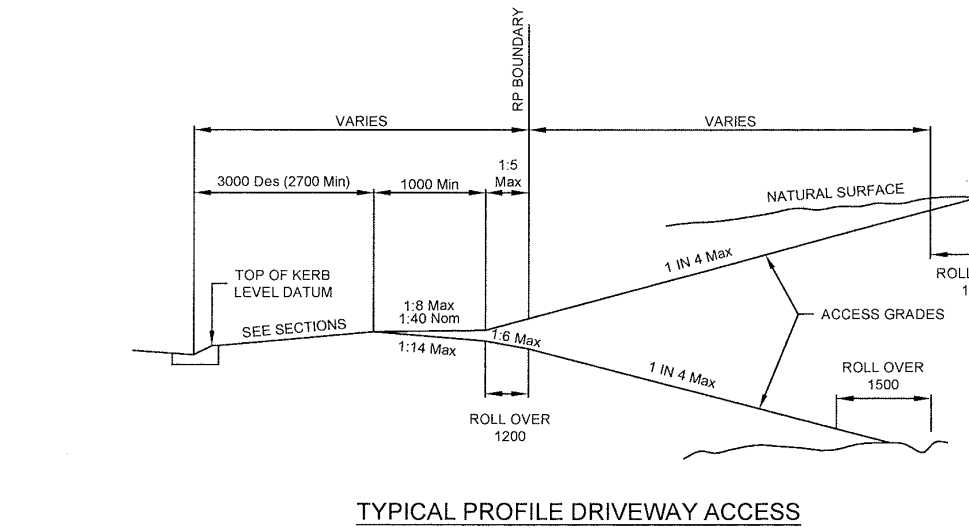 RP BOUNDARY
VARIES
VARIES
3000 Des (2700 Min)
1000 Min
1:5
Max
NATURAL SURFACE
1 IN 4 Max
TOP OF KERB
LEVEL DATUM
SEE SECTIONS
1:8 Max
1:40 Nom
1:14 Max
1:6 Max
ACCESS GRADES
1 IN 4 Max
ROLL OVER
1500
ROLL OVER
1200
TYPICAL PROFILE DRIVEWAY ACCESS